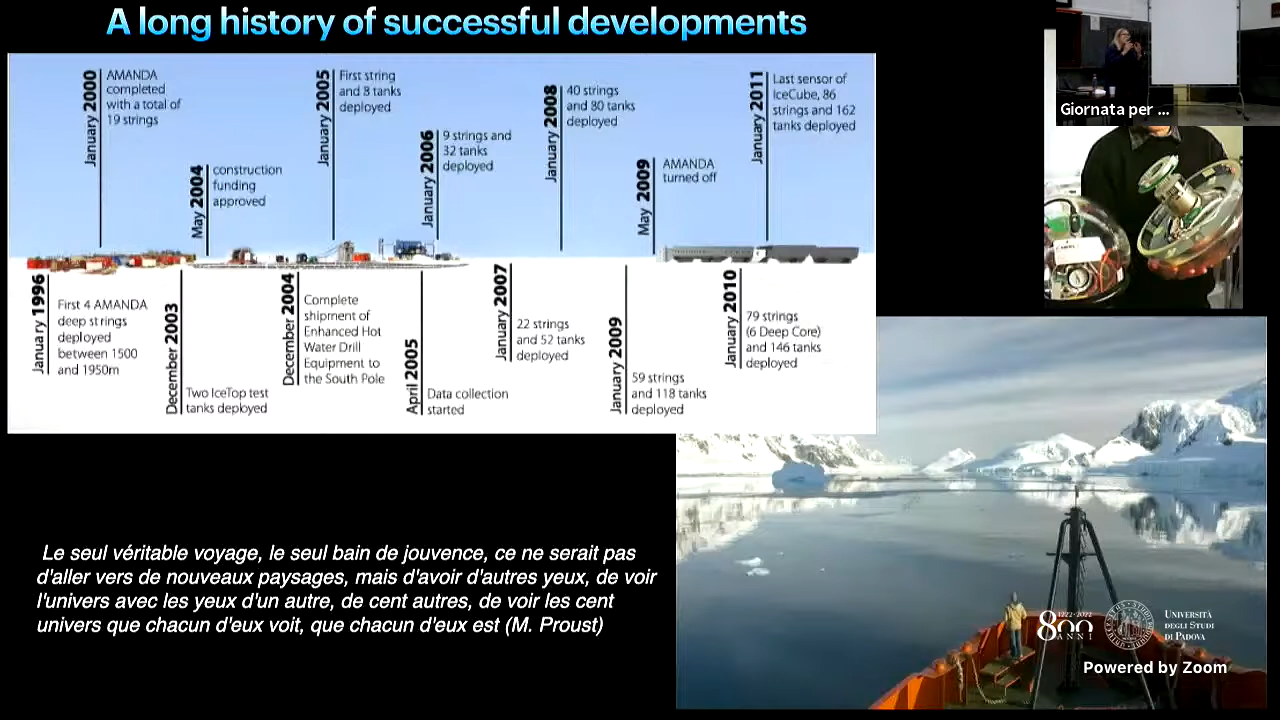 A long history of successful developments
January 2000
AMANDA
completed
with a total of
19 strings
May 2004
construction
funding
approved
January 2005
First string
and 8 tanks
deployed
January 2006
9 strings and
32 tanks
deployed
January 2008
40 strings
and 80 tanks
deployed
May 2009
AMANDA
turned off
January 2011
Last sensor of
IceCube, 86
strings and 162
tanks deployed
January 1996
First 4 AMANDA
deep strings
deployed
between 1500
and 1950m
December 2003
Two IceTop test
tanks deployed
December 2004
Complete
shipment of
Enhanced Hot
Water Drill
Equipment to
the South Pole
April 2005
Data collection
started
January 2007
22 strings
and 52 tanks
deployed
January 2009
59 strings
and 118 tanks
deployed
January 2010
79 strings
(6 Deep Core)
and 146 tanks
deployed
Giornata per ...
Le seul véritable voyage, le seul bain de jouvence, ce ne serait pas
d'aller vers de nouveaux paysages, mais d'avoir d'autres yeux, de voir
l'univers avec les yeux d'un autre, de cent autres, de voir les cent
univers que chacun d'eux voit, que chacun d'eux est (M. Proust)
1222·2022
800
ANNI
UNIVERSITÀ
DEGLI STUDI
DI PADOVA
Powered by Zoom